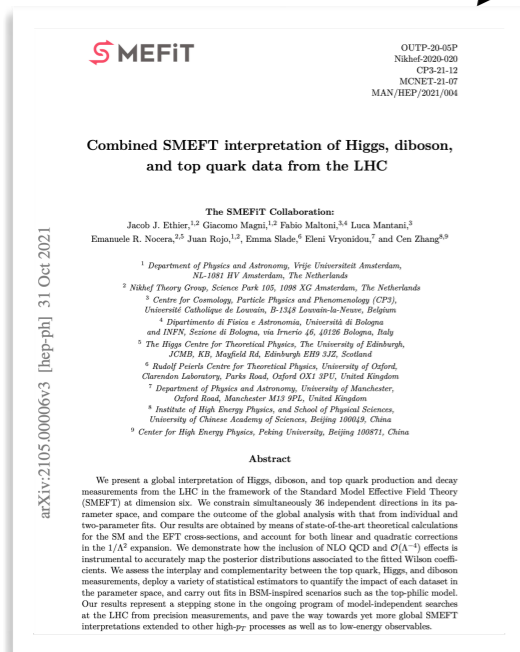 SMEFiT
OUTP-20-05P
Nikhef-2020-020
CP3-21-12
MCNET-21-07
MAN/HEP/2021/004
Combined SMEFT interpretation of Higgs, diboson,
and top quark data from the LHC
The SMEFiT Collaboration:
Jacob J. Ethier,1,2 Giacomo Magni,1,2 Fabio Maltoni,3,4 Luca Mantani,3
Emanuele R. Nocera,2,5 Juan Rojo,1,2, Emma Slade,6 Eleni Vryonidou,7 and Cen Zhang8,9
1 Department of Physics and Astronomy, Vrije Universiteit Amsterdam,
NL-1081 HV Amsterdam, The Netherlands
2 Nikhef Theory Group, Science Park 105, 1098 XG Amsterdam, The Netherlands
3 Centre for Cosmology, Particle Physics and Phenomenology (CP3),
Université Catholique de Louvain, B-1348 Louvain-la-Neuve, Belgium
4 Dipartimento di Fisica e Astronomia, Università di Bologna
and INFN, Sezione di Bologna, via Irnerio 46, 40126 Bologna, Italy
5 The Higgs Centre for Theoretical Physics, The University of Edinburgh,
JCMB, KB, Mayfield Rd, Edinburgh EH9 3JZ, Scotland
6 Rudolf Peierls Centre for Theoretical Physics, University of Oxford,
Clarendon Laboratory, Parks Road, Oxford OX1 3PU, United Kingdom
7 Department of Physics and Astronomy, University of Manchester,
Oxford Road, Manchester M13 9PL, United Kingdom
8 Institute of High Energy Physics, and School of Physical Sciences,
University of Chinese Academy of Sciences, Beijing 100049, China
9 Center for High Energy Physics, Peking University, Beijing 100871, China
Abstract
We present a global interpretation of Higgs, diboson, and top quark production and decay
measurements from the LHC in the framework of the Standard Model Effective Field Theory
(SMEFT) at dimension six. We constrain simultaneously 36 independent directions in its pa-
rameter space, and compare the outcome of the global analysis with that from individual and
two-parameter fits. Our results are obtained by means of state-of-the-art theoretical calculations
for the SM and the EFT cross-sections, and account for both linear and quadratic corrections
in the 1/Λ² expansion. We demonstrate how the inclusion of NLO QCD and O(Λ⁻⁴) effects is
instrumental to accurately map the posterior distributions associated to the fitted Wilson coeffi-
cients. We assess the interplay and complementarity between the top quark, Higgs, and diboson
measurements, deploy a variety of statistical estimators to quantify the impact of each dataset in
the parameter space, and carry out fits in BSM-inspired scenarios such as the top-philic model.
Our results represent a stepping stone in the ongoing program of model-independent searches
at the LHC from precision measurements, and pave the way towards yet more global SMEFT
interpretations extended to other high-pT processes as well as to low-energy observables.
arXiv:2105.00006v3 [hep-ph] 31 Oct 2021